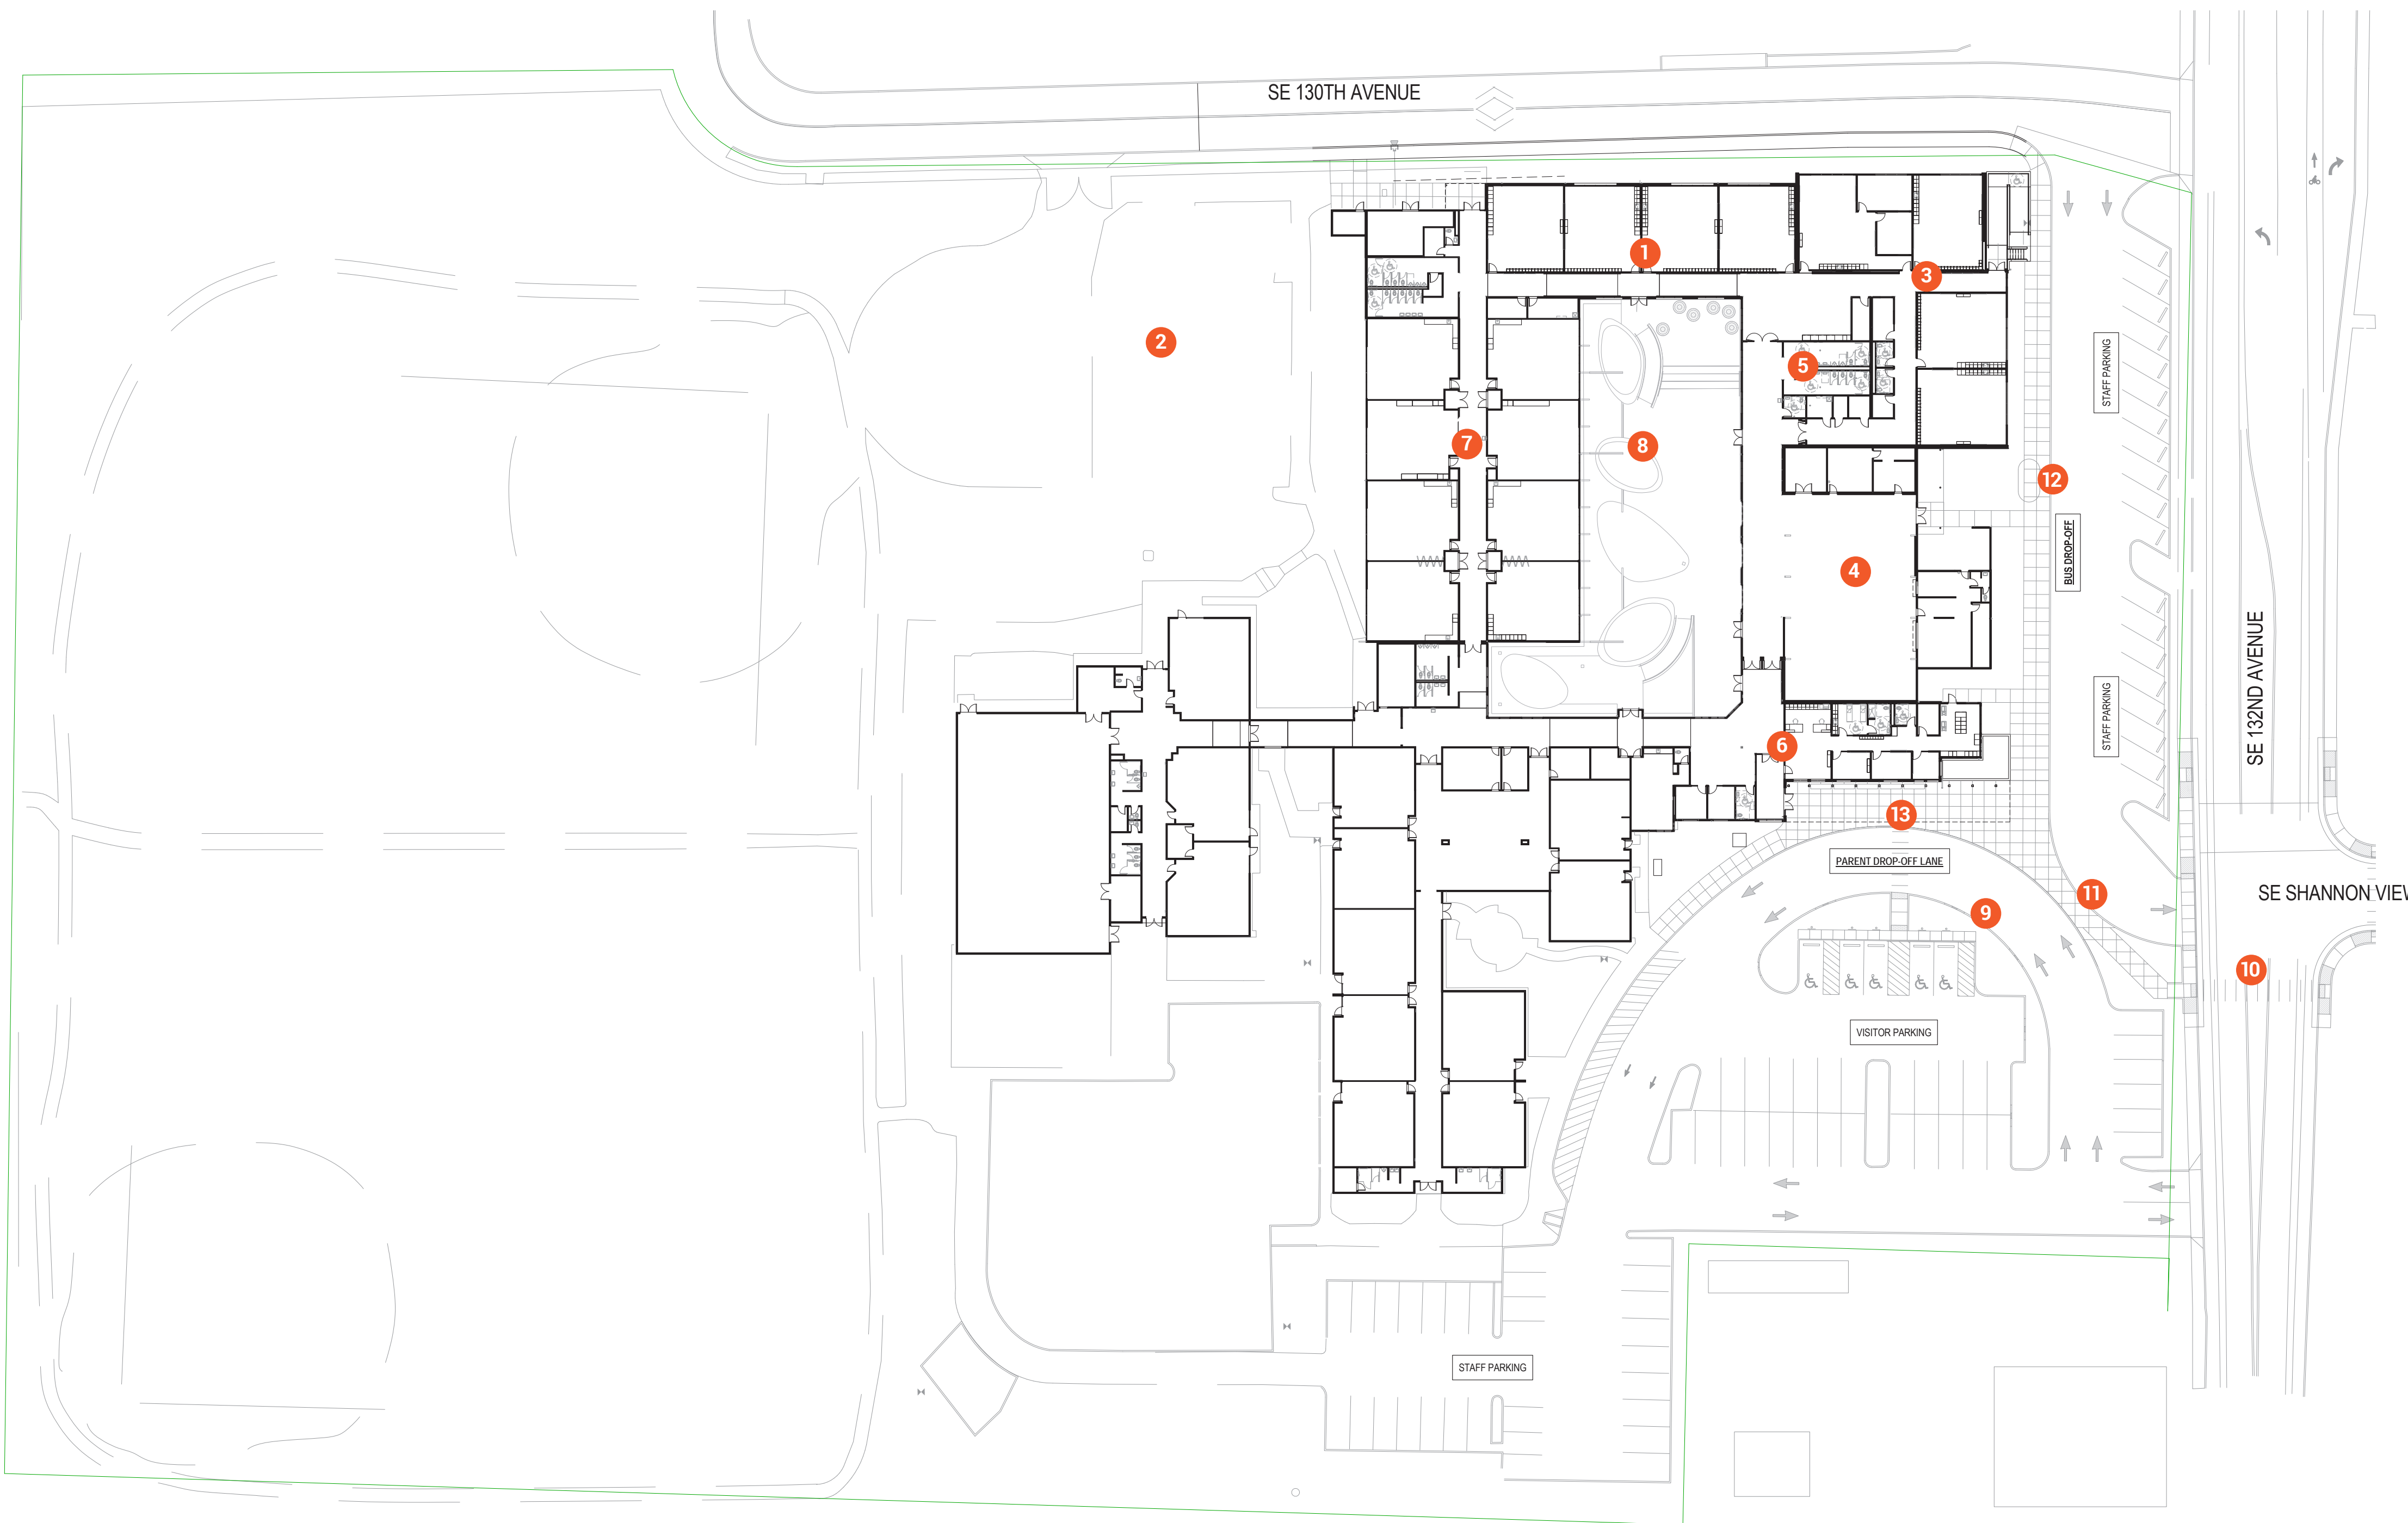 SE 130TH AVENUE
1
3
2
STAFF PARKING
5
7
8
12
BUS DROP-OFF
4
SE 132ND AVENUE
STAFF PARKING
6
13
PARENT DROP-OFF LANE
11
SE SHANNON VIEW
9
10
VISITOR PARKING
STAFF PARKING